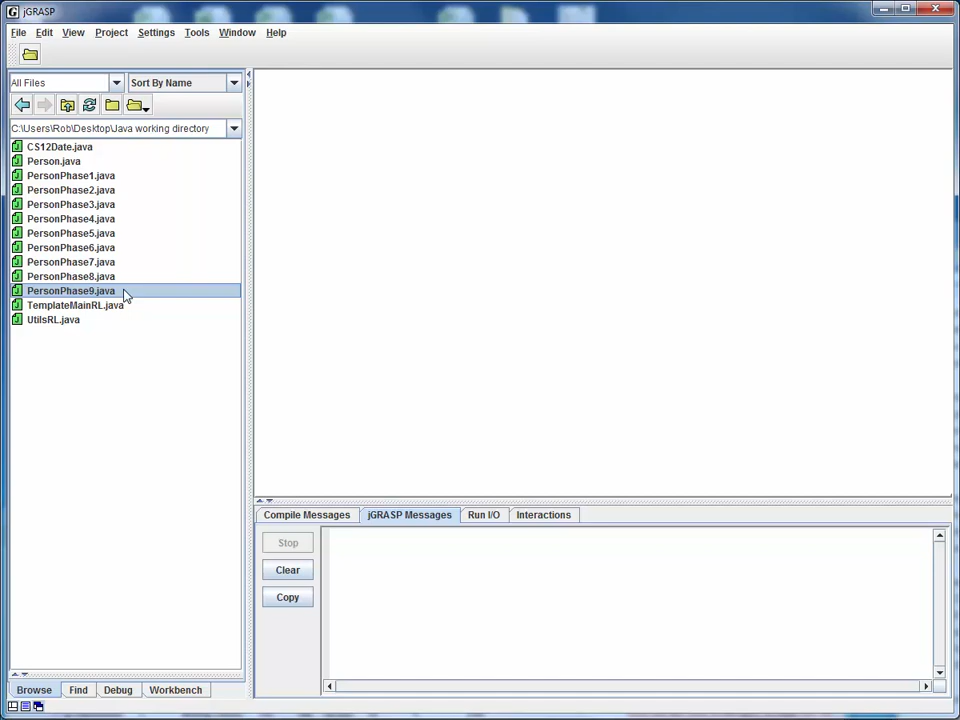 jGRASP
File Edit View Project Settings Tools Window Help
All Files Sort By Name
C:\Users\Rob\Desktop\Java working directory
CS12Date.java
Person.java
PersonPhase1.java
PersonPhase2.java
PersonPhase3.java
PersonPhase4.java
PersonPhase5.java
PersonPhase6.java
PersonPhase7.java
PersonPhase8.java
PersonPhase9.java
TemplateMainRL.java
UtilsRL.java
Compile Messages jGRASP Messages Run I/O Interactions
Stop
Clear
Copy
Browse Find Debug Workbench